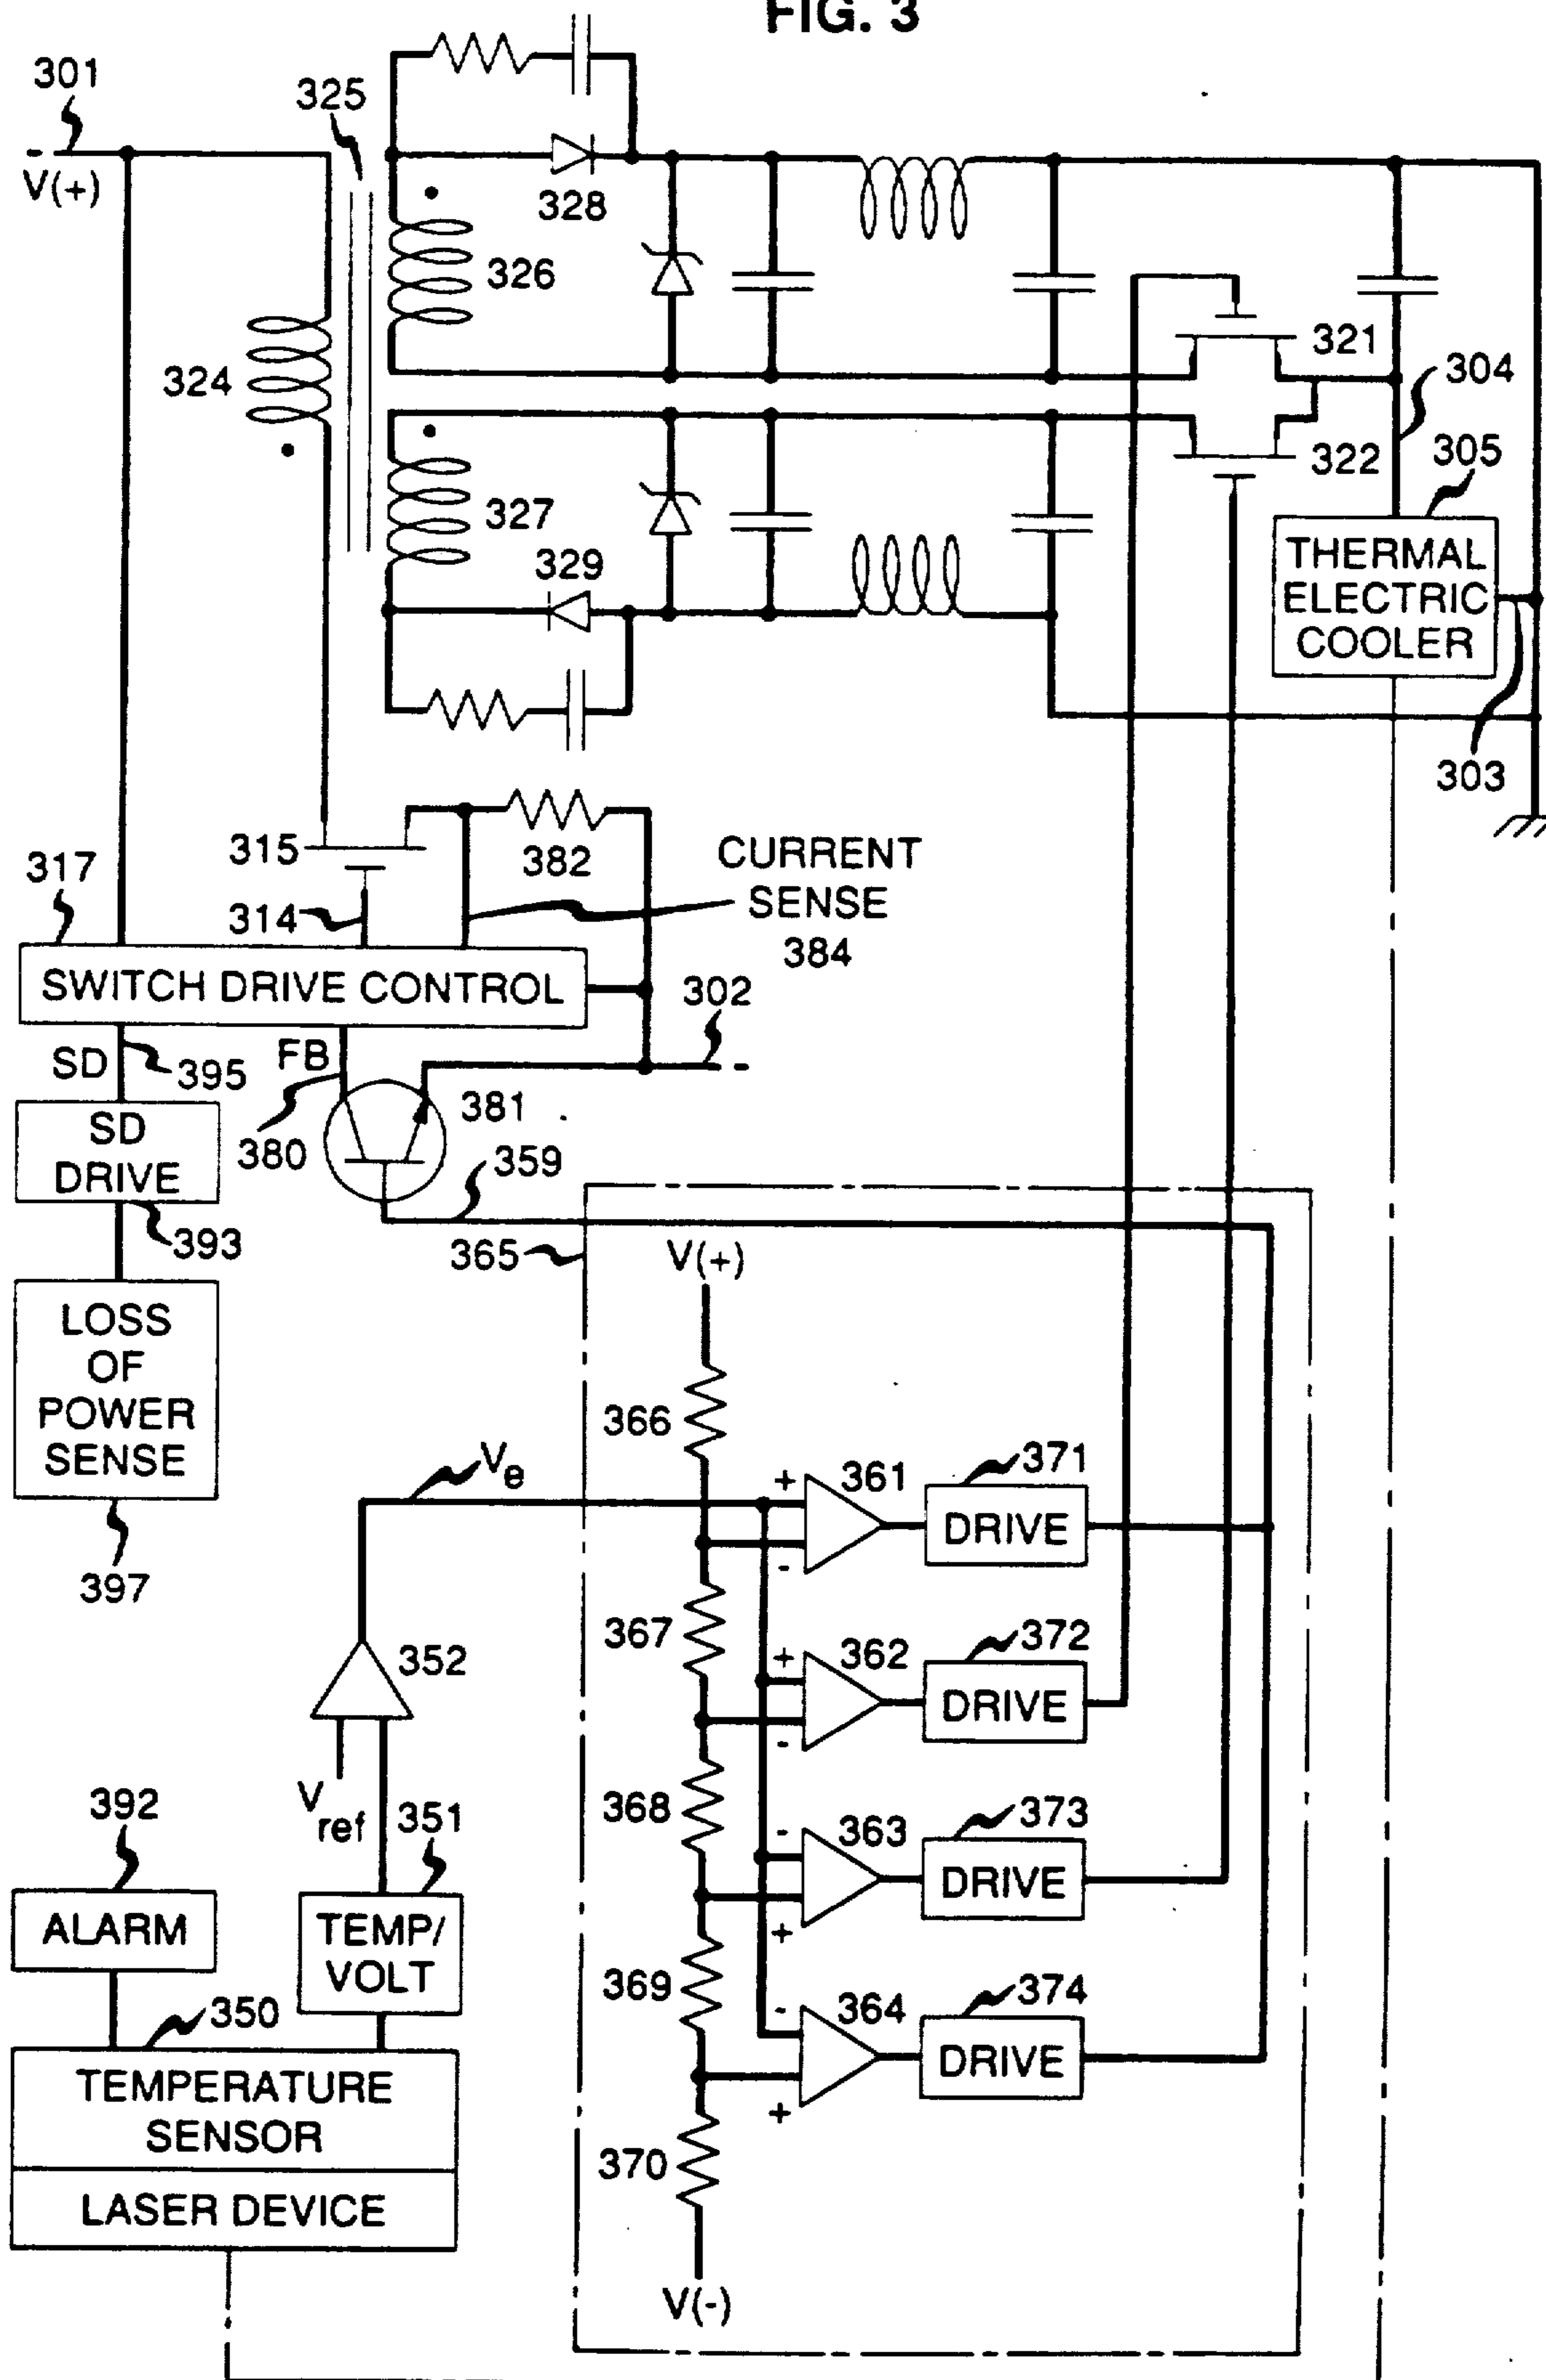 FIG. 3
301
325
V(+)
328
326
324
321
304
322
305
327
329
THERMAL
ELECTRIC
COOLER
303
315
382
CURRENT
SENSE
384
317
314
SWITCH DRIVE CONTROL
302
SD
395
FB
381
SD
DRIVE
380
359
393
365
V(+)
LOSS
OF
POWER
SENSE
397
366
Ve
+
361
371
DRIVE
-
367
352
+
362
372
DRIVE
-
Vref
392
351
368
-
363
373
DRIVE
+
ALARM
TEMP/
VOLT
369
350
-
364
374
DRIVE
+
TEMPERATURE
SENSOR
370
LASER DEVICE
V(-)